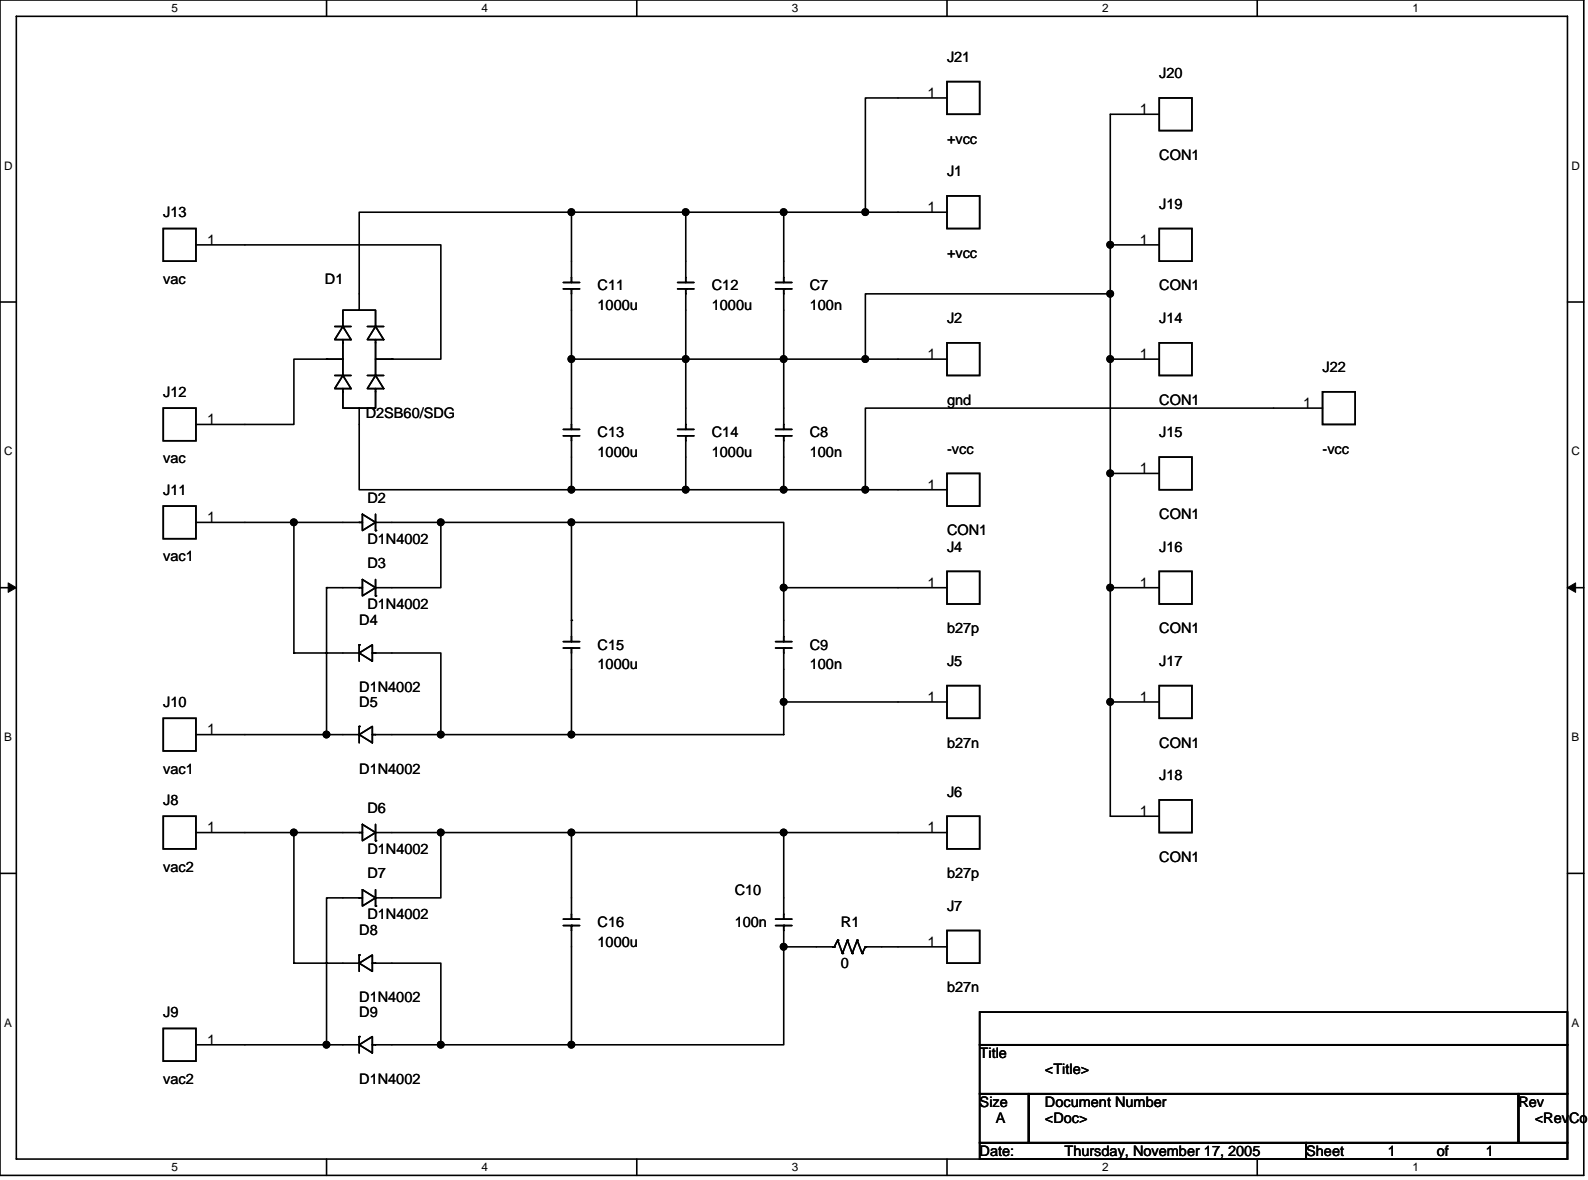 5 4 3 2 1
D
C
B
A
D
C
B
A
J21
1
+vcc
J20
1
CON1
J1
1
+vcc
J19
1
CON1
J13
1
vac
D1
D2SB60/SDG
C11
1000u
C12
1000u
C7
100n
J2
1
gnd
J14
1
CON1
J22
1
-vcc
J12
1
vac
C13
1000u
C14
1000u
C8
100n
-vcc
1
CON1
J15
1
CON1
J11
1
vac1
D2
D1N4002
D3
D1N4002
D4
D1N4002
D5
D1N4002
C15
1000u
C9
100n
J4
1
b27p
J16
1
CON1
J5
1
b27n
J17
1
CON1
J10
1
vac1
J18
1
CON1
J8
1
vac2
D6
D1N4002
D7
D1N4002
D8
D1N4002
D9
D1N4002
J6
1
b27p
C16
1000u
C10
100n
R1
0
J7
1
b27n
J9
1
vac2
Title
<Title>
Size
A
Document Number
<Doc>
Rev
<RevCo
Date: Thursday, November 17, 2005 Sheet 1 of 1
5 4 3 2 1